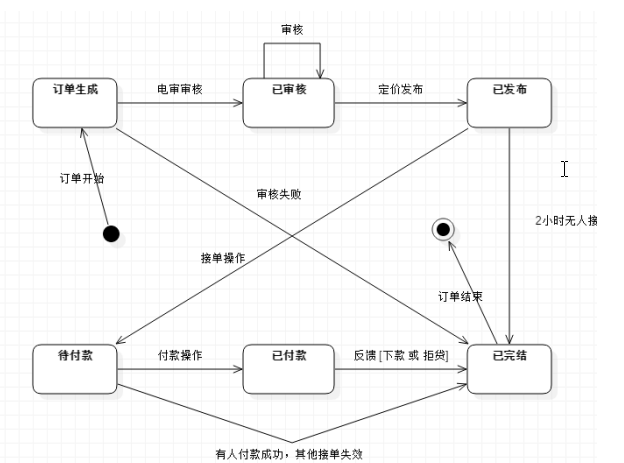 审核
订单生成
电审审核
已审核
定价发布
已发布
订单开始
审核失败
2小时无人接
接单操作
订单结束
待付款
付款操作
已付款
反馈 [下款 或 拒贷]
已完结
有人付款成功，其他接单失效